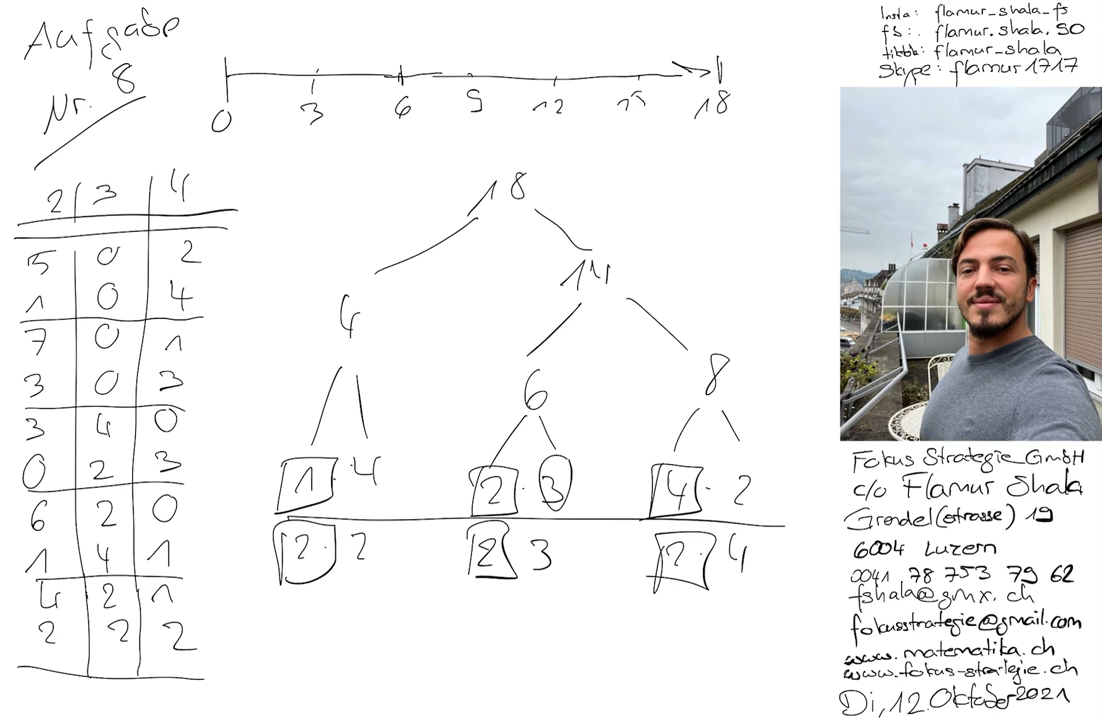 Aufgabe
Nr. 8
0 3 6 9 12 15 18
2 3 4
5 0 2
1 0 4
7 0 1
3 0 3
3 4 0
0 2 3
6 2 0
1 4 1
4 2 1
2 2 2
18
4 14
6 8
1 · 4 2 · 3 4 · 2
2 · 2 2 3 2 · 4
Insta: flamur_shala_fs
fs:. flamur.shala.50
tiktok: flamur_shala
Skype: flamur1717
Fokus Strategie GmbH
c/o Flamur Shala
Grendel(strasse) 19
6004 Luzern
0041 78 753 79 62
fshala@gmx.ch
fokusstrategie@gmail.com
www.matematika.ch
www.fokus-strategie.ch
Di, 12. Oktober 2021